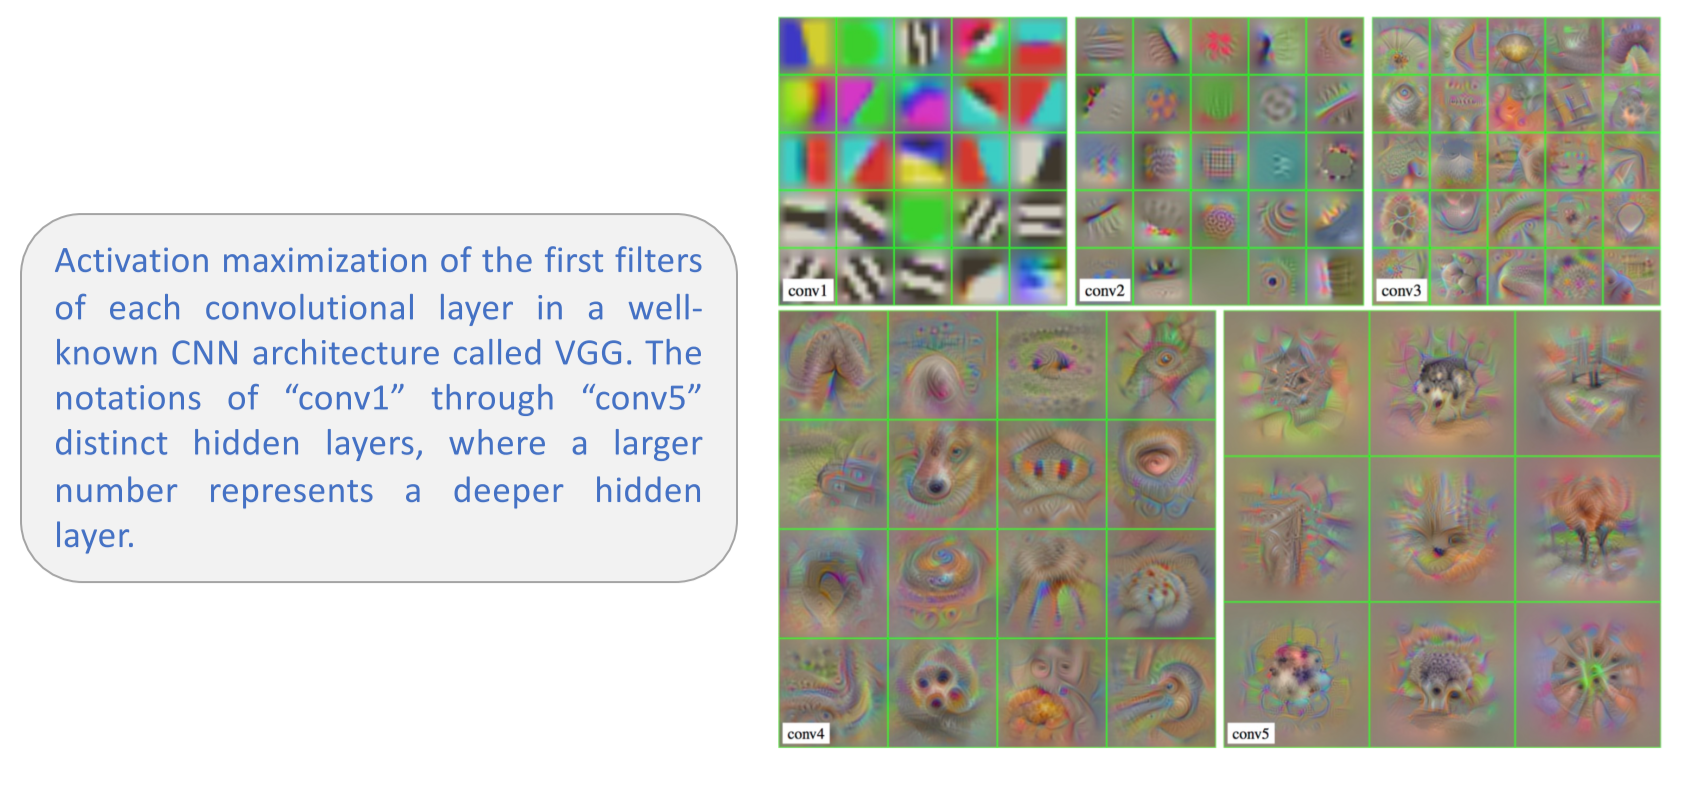 Activation maximization of the first filters
of each convolutional layer in a well-
known CNN architecture called VGG. The
notations of “conv1” through “conv5”
distinct hidden layers, where a larger
number represents a deeper hidden
layer.
conv1
conv2
conv3
conv4
conv5